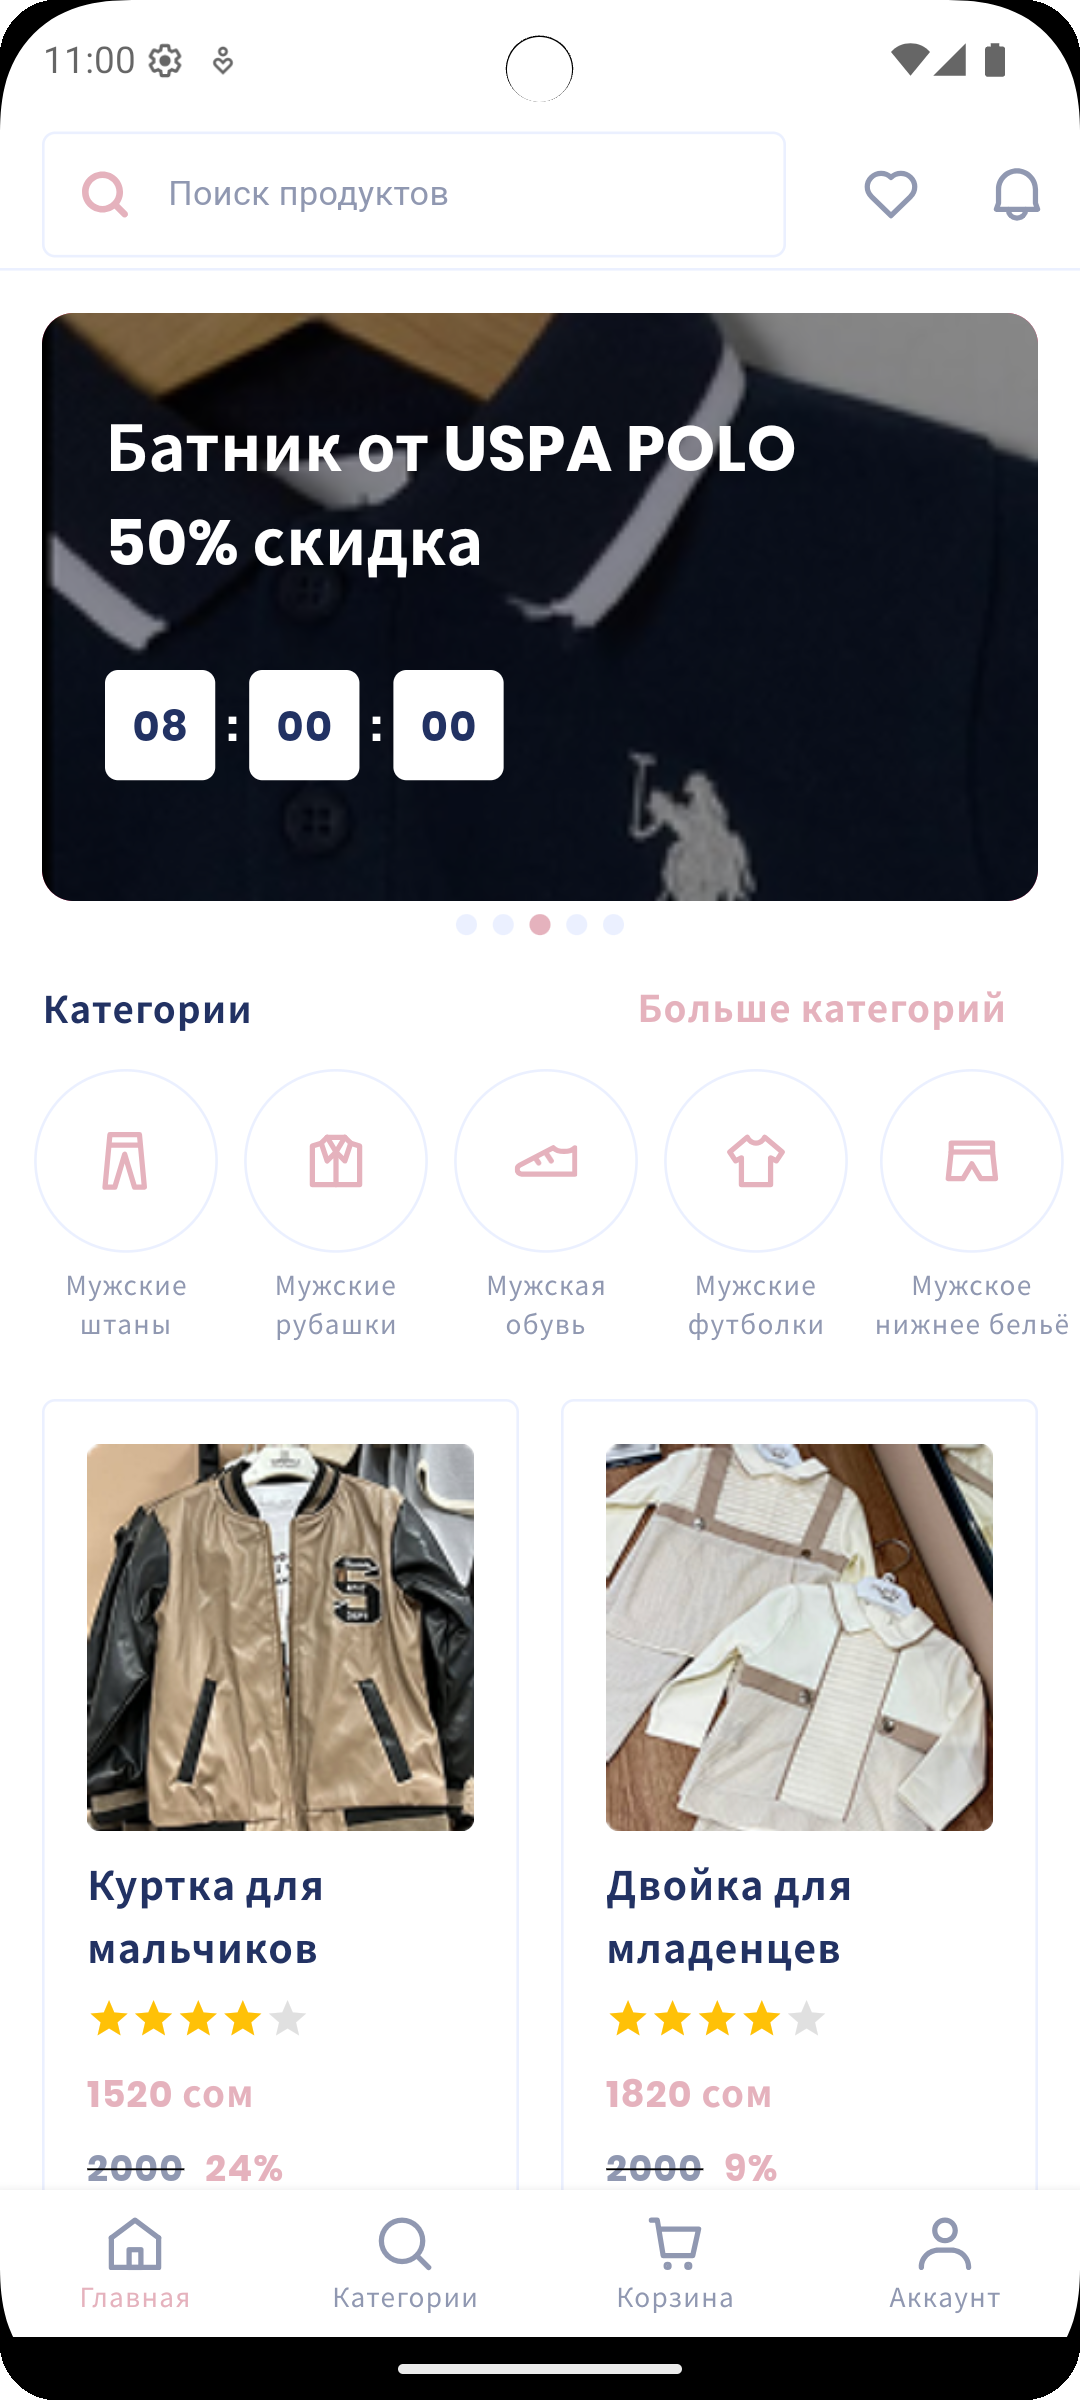 11:00
Поиск продуктов
Батник от USPA POLO
50% скидка
08 : 00 : 00
Категории
Больше категорий
Мужские
штаны
Мужские
рубашки
Мужская
обувь
Мужские
футболки
Мужское
нижнее бельё
S
Куртка для
мальчиков
1520 сом
2000 24%
Двойка для
младенцев
1820 сом
2000 9%
Главная
Категории
Корзина
Аккаунт